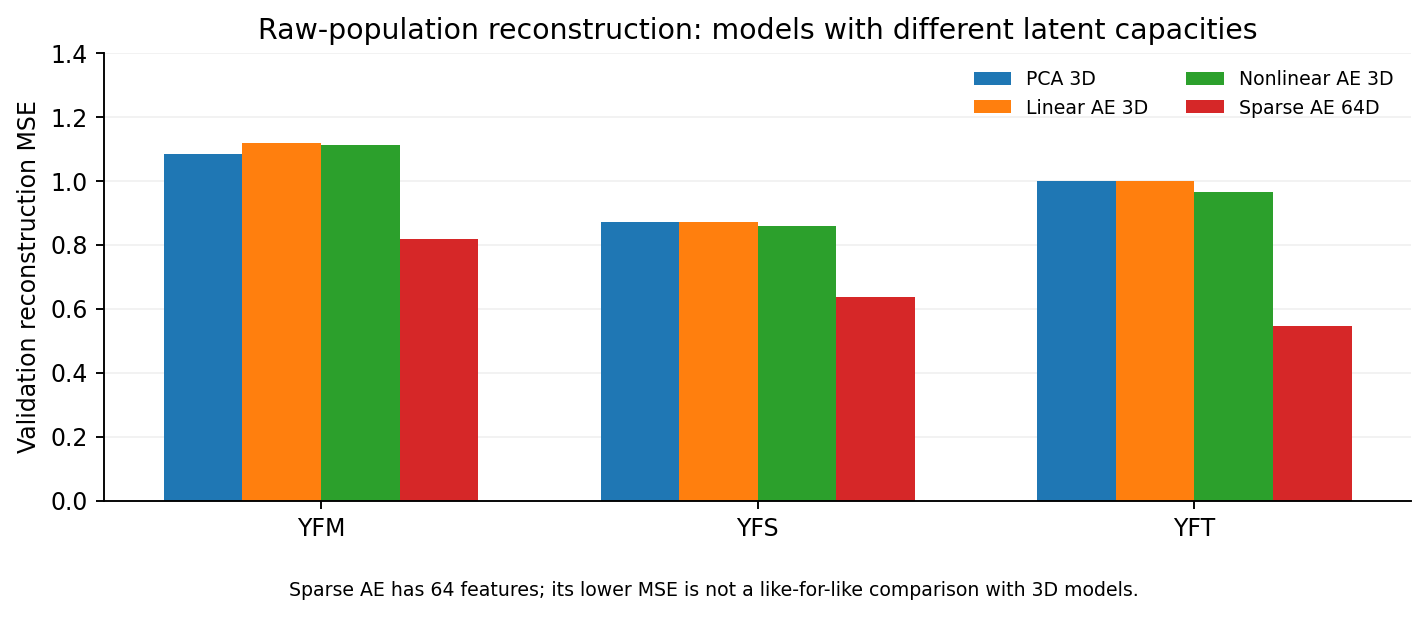 Raw-population reconstruction: models with different latent capacities
Validation reconstruction MSE
1.4
1.2
1.0
0.8
0.6
0.4
0.2
0.0
PCA 3D
Linear AE 3D
Nonlinear AE 3D
Sparse AE 64D
YFM
YFS
YFT
Sparse AE has 64 features; its lower MSE is not a like-for-like comparison with 3D models.